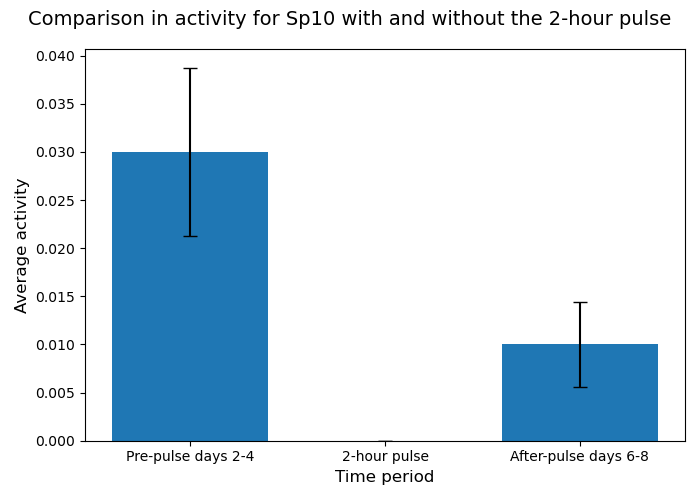 Comparison in activity for Sp10 with and without the 2-hour pulse
0.040
0.035
0.030
0.025
0.020
0.015
0.010
0.005
0.000
Average activity
Pre-pulse days 2-4
2-hour pulse
After-pulse days 6-8
Time period